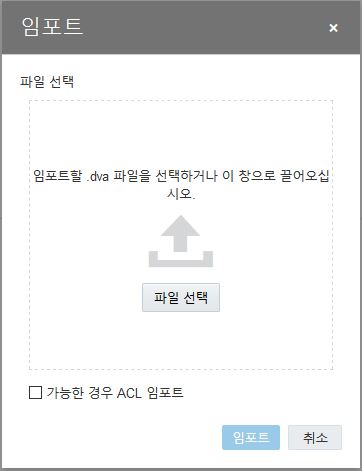 임포트
×
파일 선택
임포트할 .dva 파일을 선택하거나 이 창으로 끌어오십
시오.
파일 선택
가능한 경우 ACL 임포트
임포트 취소